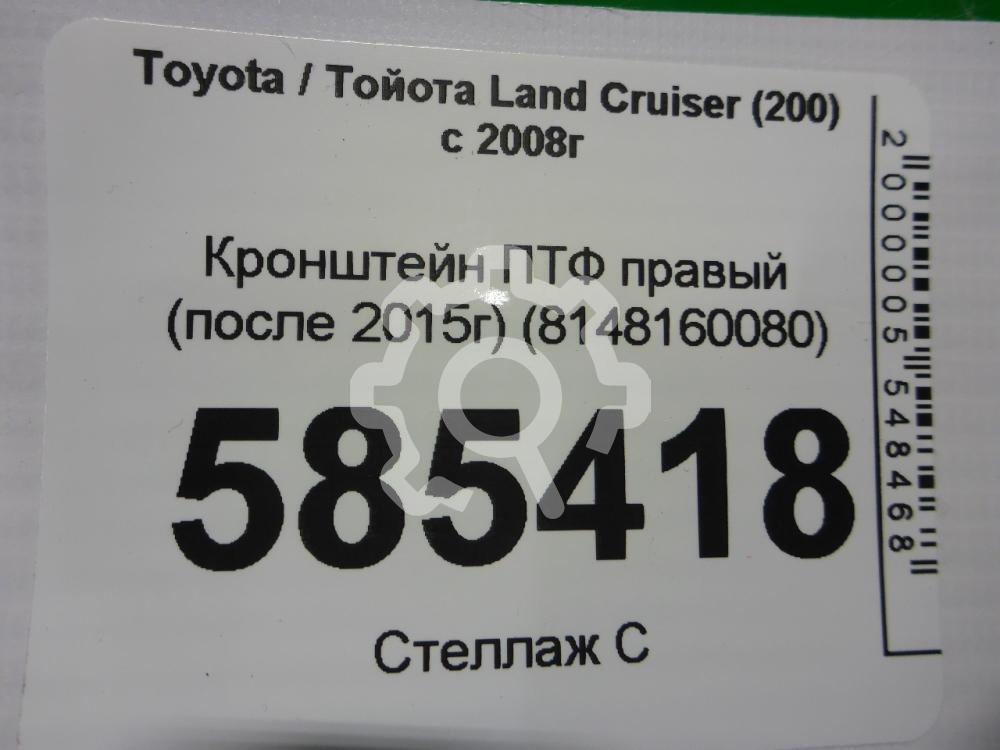 Toyota / Тойота Land Cruiser (200)
с 2008г
Кронштейн ПТФ правый
(после 2015г) (8148160080)
585418
Стеллаж С
2000005548468